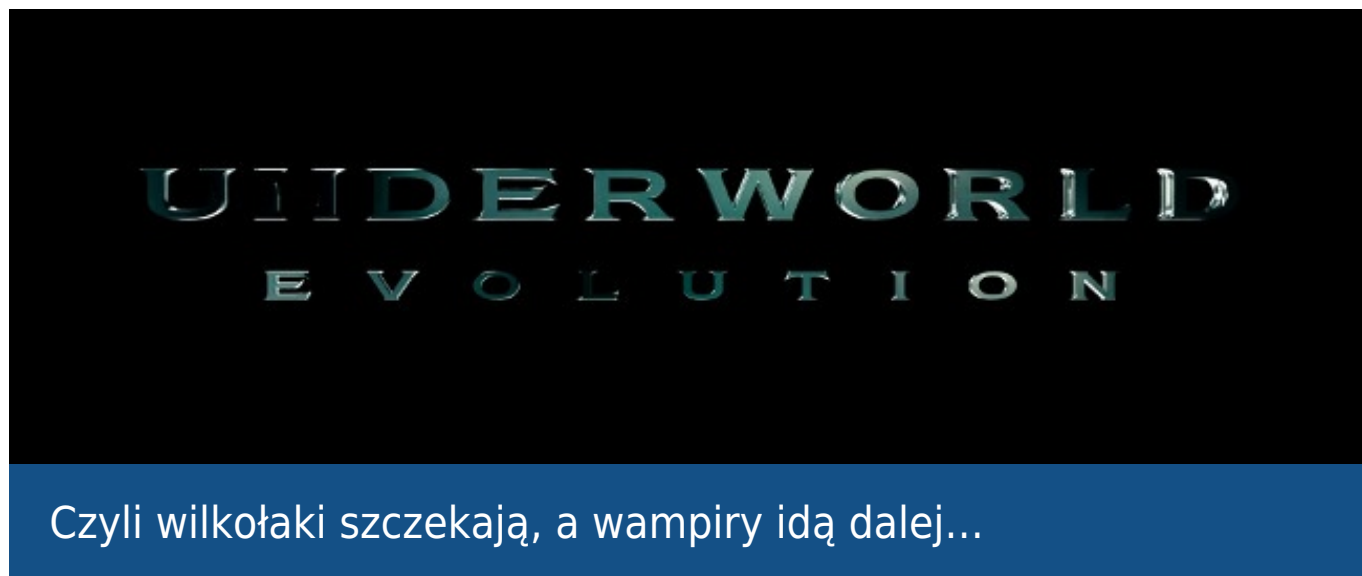 UNDERWORLD
EVOLUTION
Czyli wilkołaki szczekają, a wampiry idą dalej...